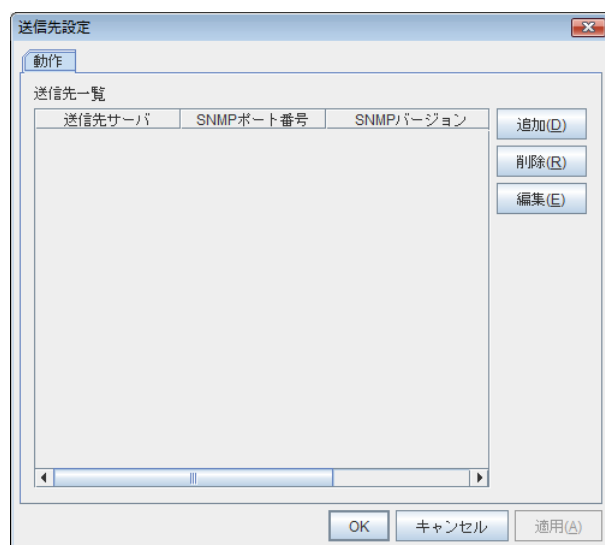 送信先設定
動作
送信先一覧
送信先サーバ SNMPポート番号 SNMPバージョン
追加(D)
削除(R)
編集(E)
OK キャンセル 適用(A)